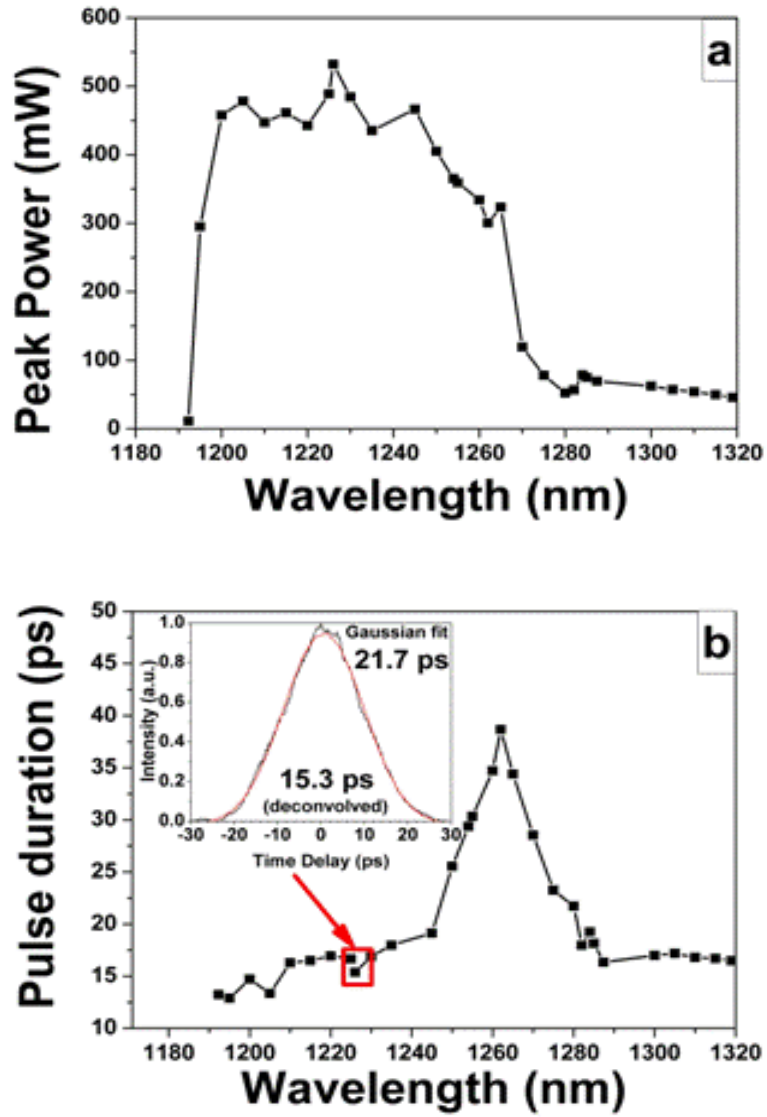 a
Peak Power (mW)
600
500
400
300
200
100
0
1180 1200 1220 1240 1260 1280 1300 1320
Wavelength (nm)
b
Pulse duration (ps)
50
45
40
35
30
25
20
15
10
Intensity (a.u.)
1.0
0.8
0.6
0.4
0.2
0.0
Gaussian fit
21.7 ps
15.3 ps
(deconvolved)
-30 -20 -10 0 10 20 30
Time Delay (ps)
1180 1200 1220 1240 1260 1280 1300 1320
Wavelength (nm)